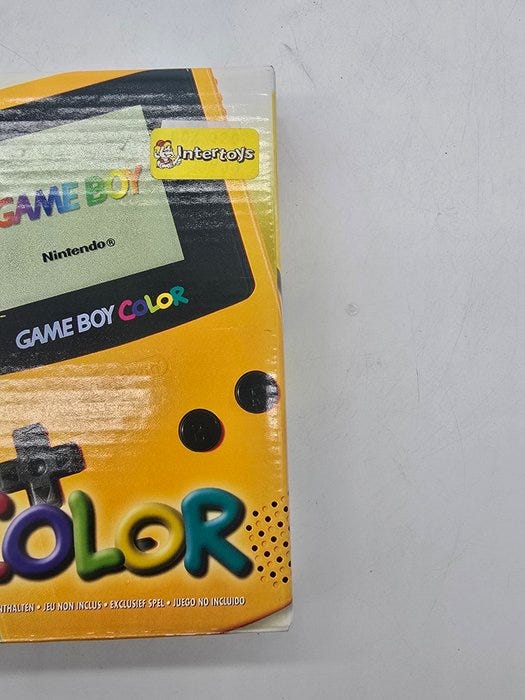 Intertoys
GAME BOY
Nintendo®
GAME BOY COLOR
B
COLOR
NTHALTEN • JEU NON INCLUS • EXCLUSIEF SPEL • JUEGO NO INCLUIDO